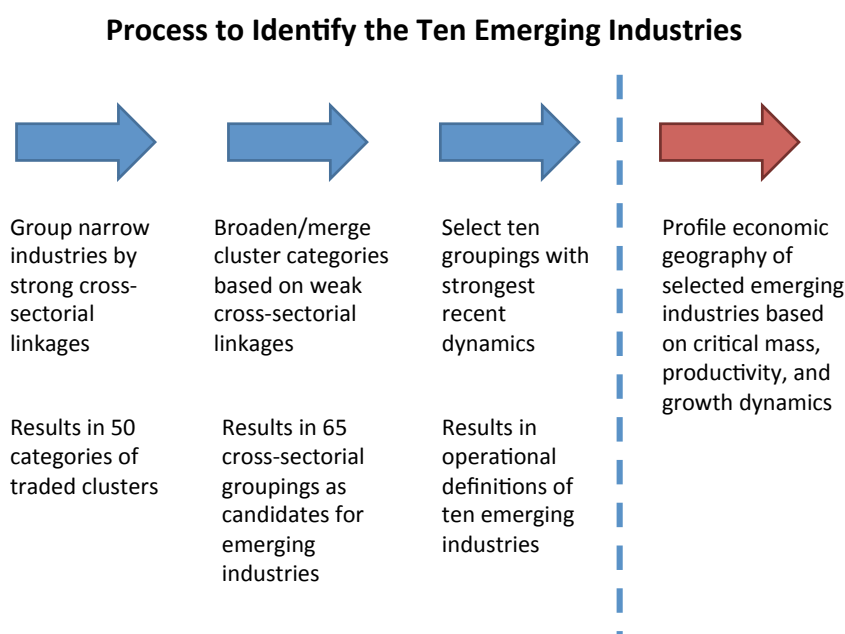 Process to Identify the Ten Emerging Industries
Group narrow
industries by
strong cross-
sectorial
linkages
Results in 50
categories of
traded clusters
Broaden/merge
cluster categories
based on weak
cross-sectorial
linkages
Results in 65
cross-sectorial
groupings as
candidates for
emerging
industries
Select ten
groupings with
strongest
recent
dynamics
Results in
operational
definitions of
ten emerging
industries
Profile economic
geography of
selected emerging
industries based
on critical mass,
productivity, and
growth dynamics